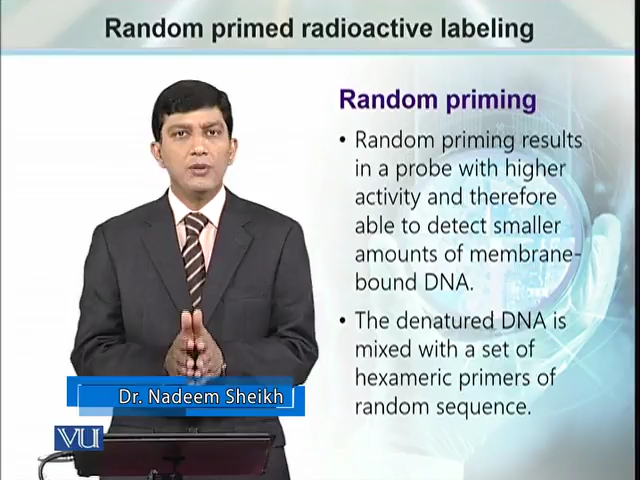 Random primed radioactive labeling
Random priming
• Random priming results
in a probe with higher
activity and therefore
able to detect smaller
amounts of membrane-
bound DNA.
• The denatured DNA is
mixed with a set of
hexameric primers of
random sequence.
Dr. Nadeem Sheikh
VU